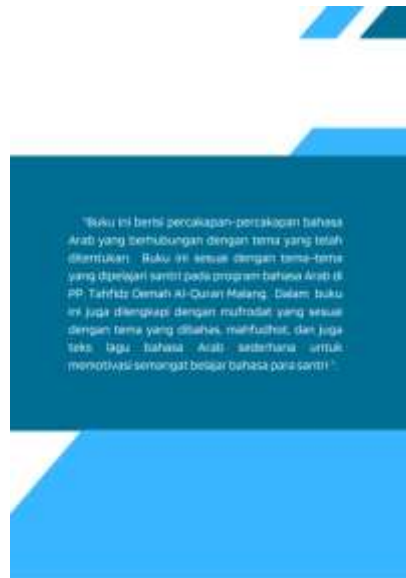 "Buku ini berisi percakapan-percakapan bahasa
Arab yang berhubungan dengan tema yang telah
ditentukan. Buku ini sesuai dengan tema-tema
yang dipelajari santri pada program bahasa Arab di
PP. Tahfidz Oemah Al-Quran Malang. Dalam buku
ini juga dilengkapi dengan mufrodat yang sesuai
dengan tema yang dibahas, mahfudhot, dan juga
teks lagu bahasa Arab sederhana untuk
memotivasi semangat belajar bahasa para santri".